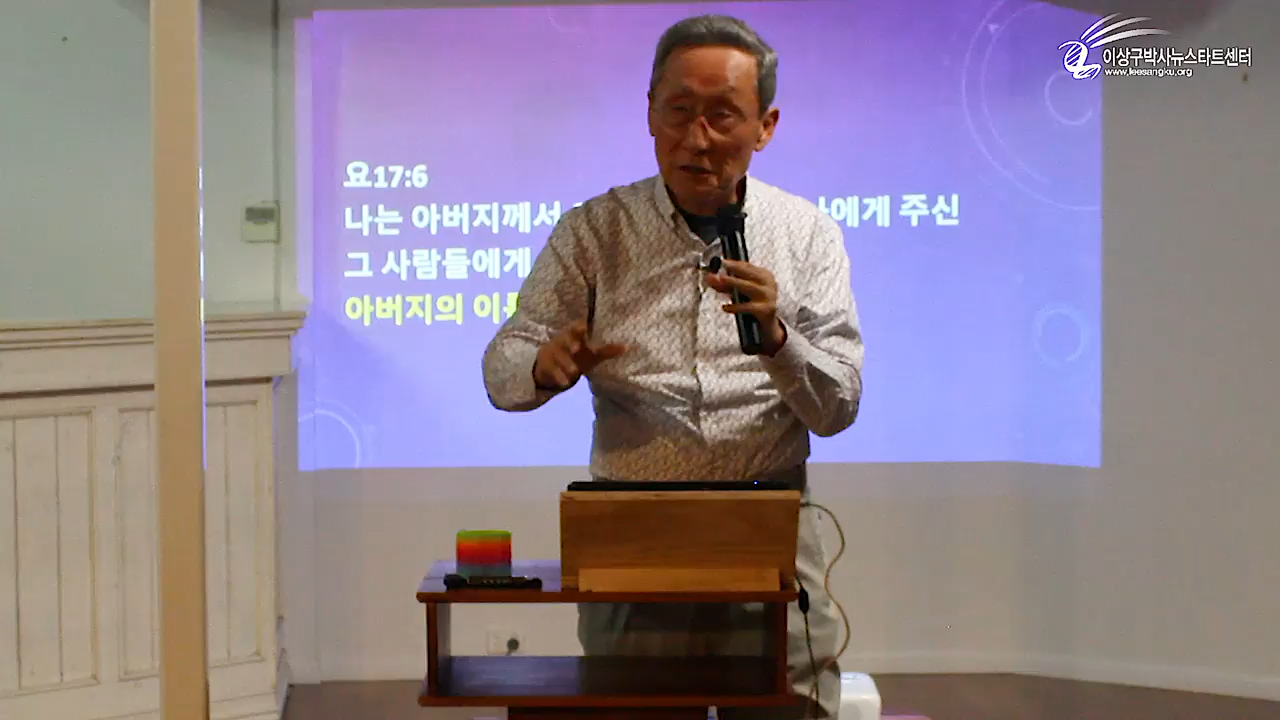 이상구박사뉴스타트센터
www.leesangku.org
요17:6
나는 아버지께서 에게 주신
그 사람들에게
아버지의